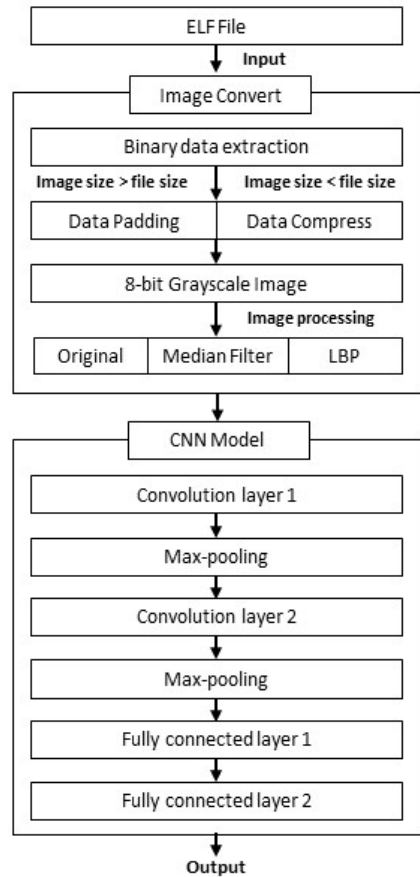 ELF File
Input
Image Convert
Binary data extraction
Image size > file size Image size < file size
Data Padding Data Compress
8-bit Grayscale Image
Image processing
Original Median Filter LBP
CNN Model
Convolution layer 1
Max-pooling
Convolution layer 2
Max-pooling
Fully connected layer 1
Fully connected layer 2
Output